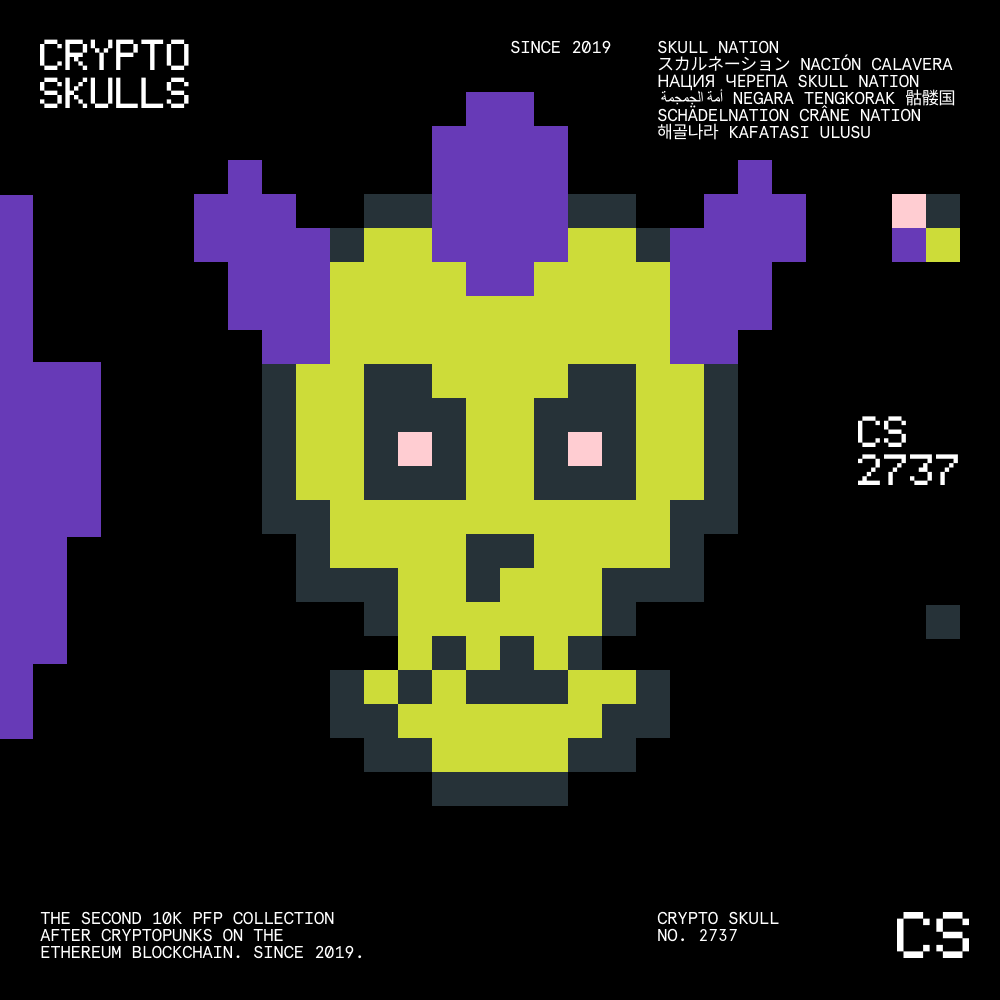 CRYPTO
SKULLS
SINCE 2019
SKULL NATION
スカルネーション NACIÓN CALAVERA
НАЦИЯ ЧЕРЕПА SKULL NATION
أمة الجمجمة NEGARA TENGKORAK 骷髅国
SCHÄDELNATION CRÂNE NATION
해골나라 KAFATASI ULUSU
CS
2737
THE SECOND 10K PFP COLLECTION
AFTER CRYPTOPUNKS ON THE
ETHEREUM BLOCKCHAIN. SINCE 2019.
CRYPTO SKULL
NO. 2737
CS